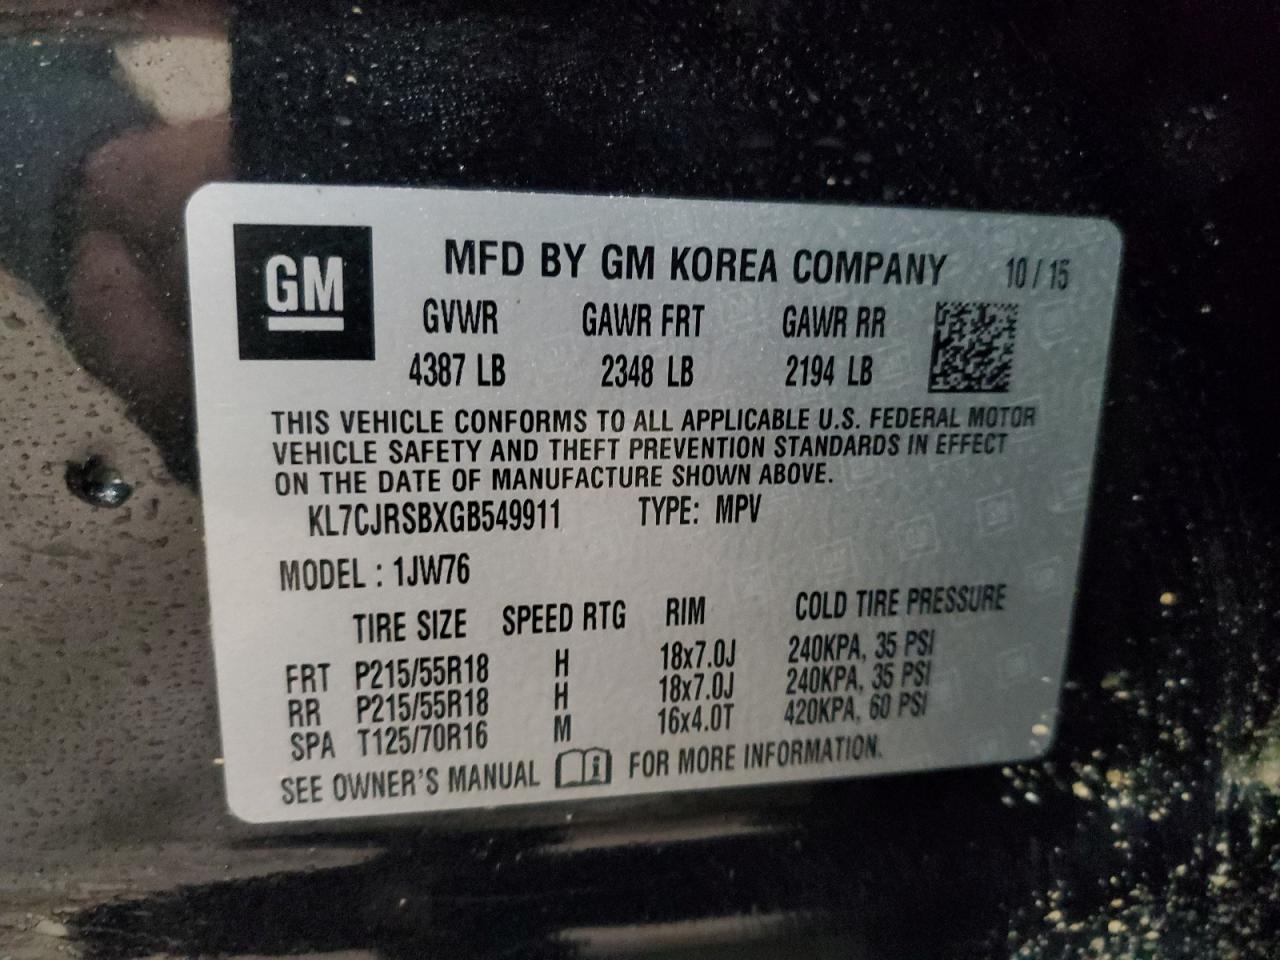 GM
MFD BY GM KOREA COMPANY 10/15
GVWR GAWR FRT GAWR RR
4387 LB 2348 LB 2194 LB
THIS VEHICLE CONFORMS TO ALL APPLICABLE U.S. FEDERAL MOTOR
VEHICLE SAFETY AND THEFT PREVENTION STANDARDS IN EFFECT
ON THE DATE OF MANUFACTURE SHOWN ABOVE.
KL7CJRSBXGB549911 TYPE: MPV
MODEL : 1JW76
TIRE SIZE SPEED RTG RIM COLD TIRE PRESSURE
FRT P215/55R18 H 18x7.0J 240KPA, 35 PSI
RR P215/55R18 H 18x7.0J 240KPA, 35 PSI
SPA T125/70R16 M 16x4.0T 420KPA, 60 PSI
SEE OWNER'S MANUAL i FOR MORE INFORMATION.